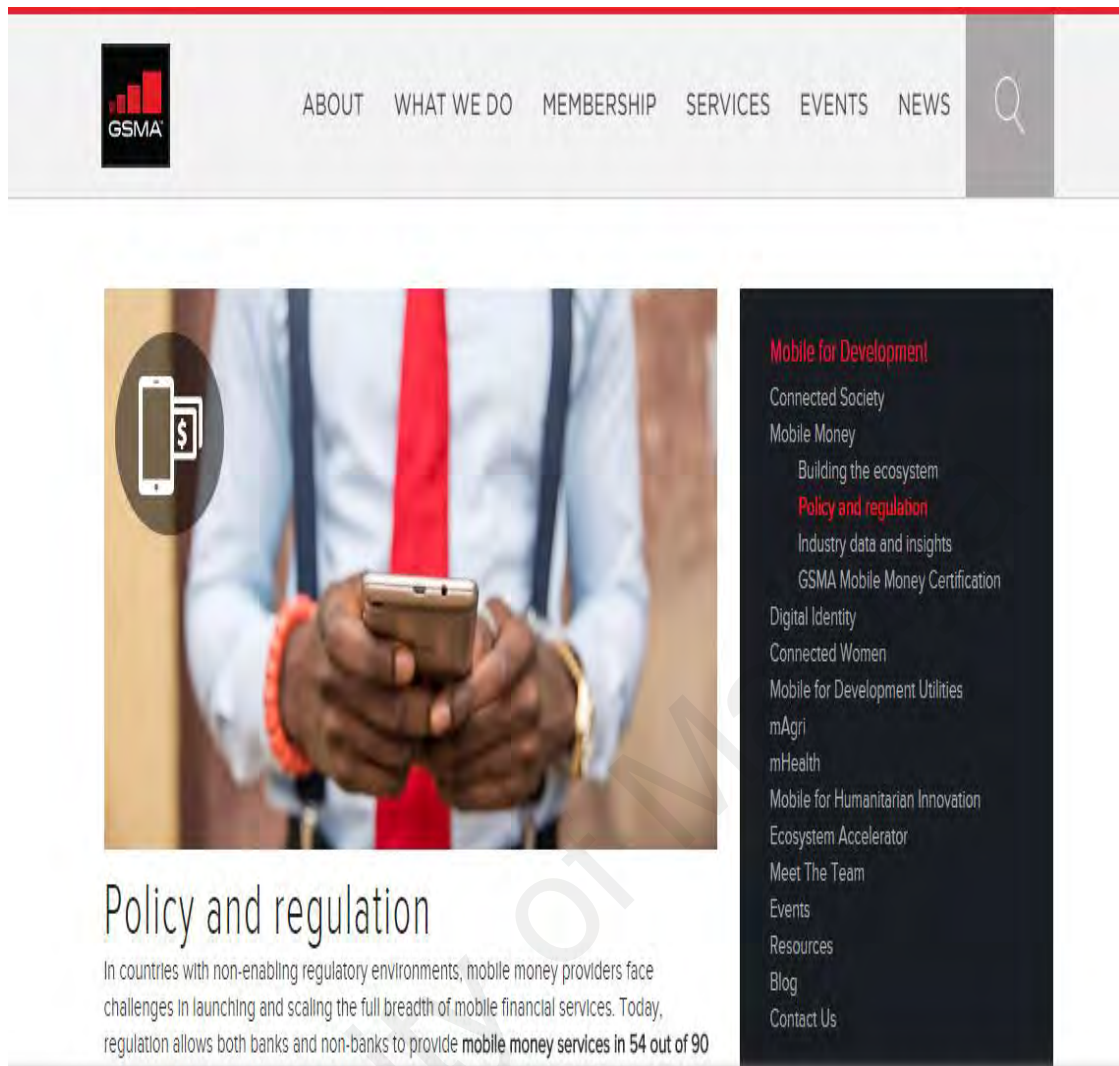 GSMA
ABOUT WHAT WE DO MEMBERSHIP SERVICES EVENTS NEWS
$
Policy and regulation
In countries with non-enabling regulatory environments, mobile money providers face
challenges in launching and scaling the full breadth of mobile financial services. Today,
regulation allows both banks and non-banks to provide mobile money services in 54 out of 90
Mobile for Development
Connected Society
Mobile Money
Building the ecosystem
Policy and regulation
Industry data and insights
GSMA Mobile Money Certification
Digital Identity
Connected Women
Mobile for Development Utilities
mAgri
mHealth
Mobile for Humanitarian Innovation
Ecosystem Accelerator
Meet The Team
Events
Resources
Blog
Contact Us